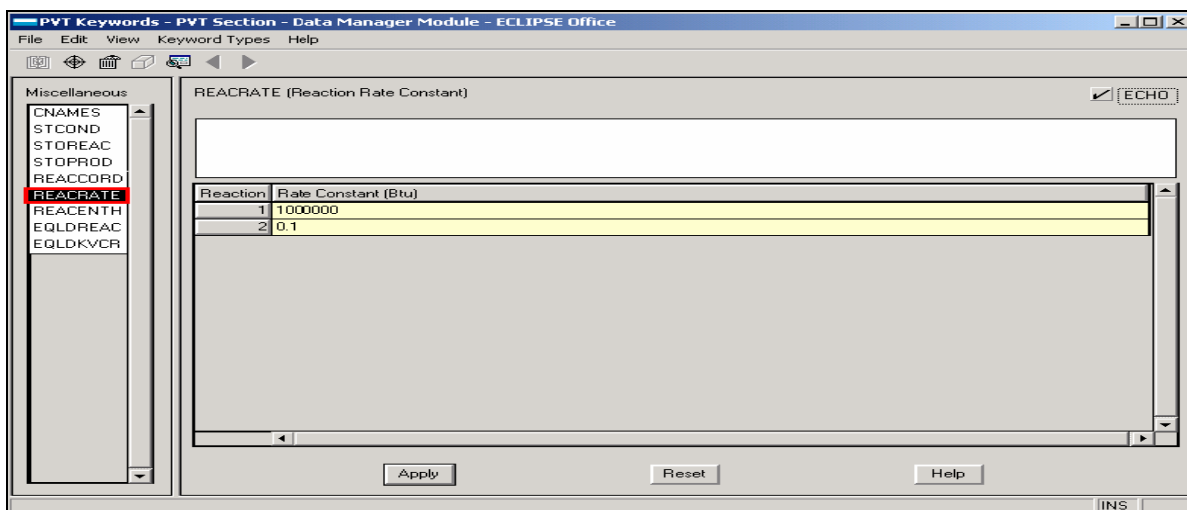 PVT Keywords - PVT Section - Data Manager Module - ECLIPSE Office
File Edit View Keyword Types Help
Miscellaneous
CNAMES
STCOND
STOREAC
STOPROD
REACCORD
REACRATE
REACENTH
EQLDREAC
EQLDKVCR
REACRATE (Reaction Rate Constant)
ECHO
Reaction Rate Constant (Btu)
1 1000000
2 0.1
Apply Reset Help
INS